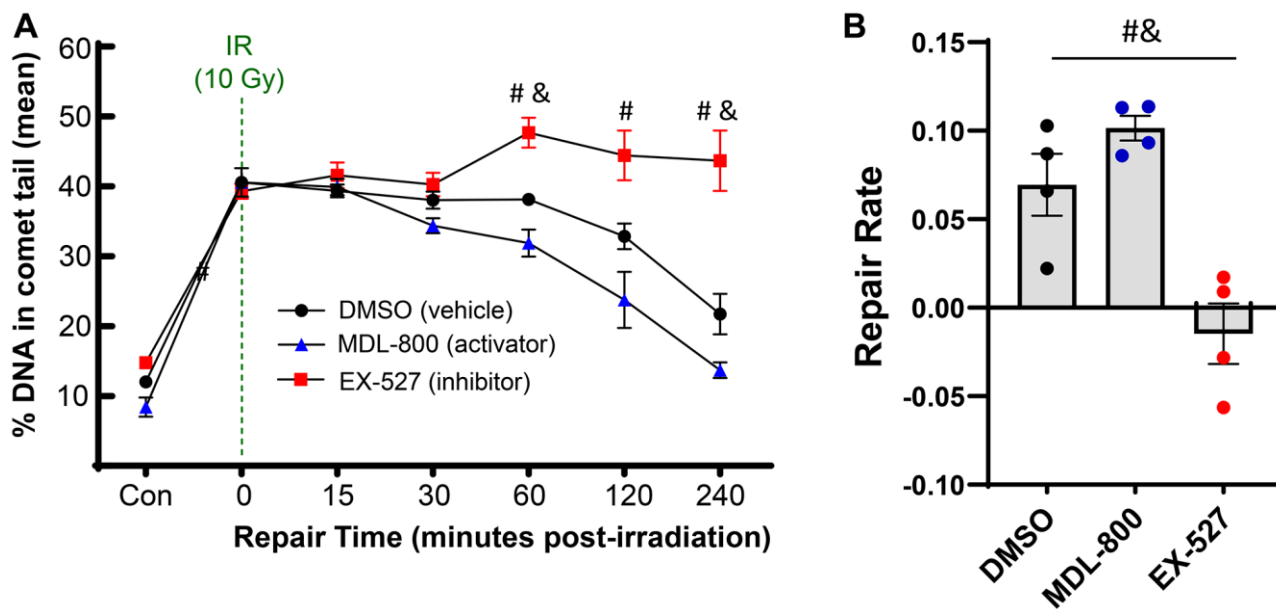 A
IR
(10 Gy)
% DNA in comet tail (mean)
60
50
40
30
20
10
# &
#
# &
#
DMSO (vehicle)
MDL-800 (activator)
EX-527 (inhibitor)
Con 0 15 30 60 120 240
Repair Time (minutes post-irradiation)
B
Repair Rate
0.15
0.10
0.05
0.00
-0.05
-0.10
#&
DMSO
MDL-800
EX-527